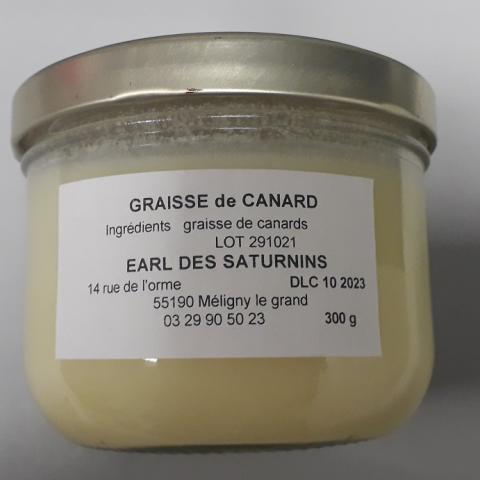 GRAISSE de CANARD
Ingrédients graisse de canards
LOT 291021
EARL DES SATURNINS
14 rue de l'orme DLC 10 2023
55190 Méligny le grand
03 29 90 50 23 300 g